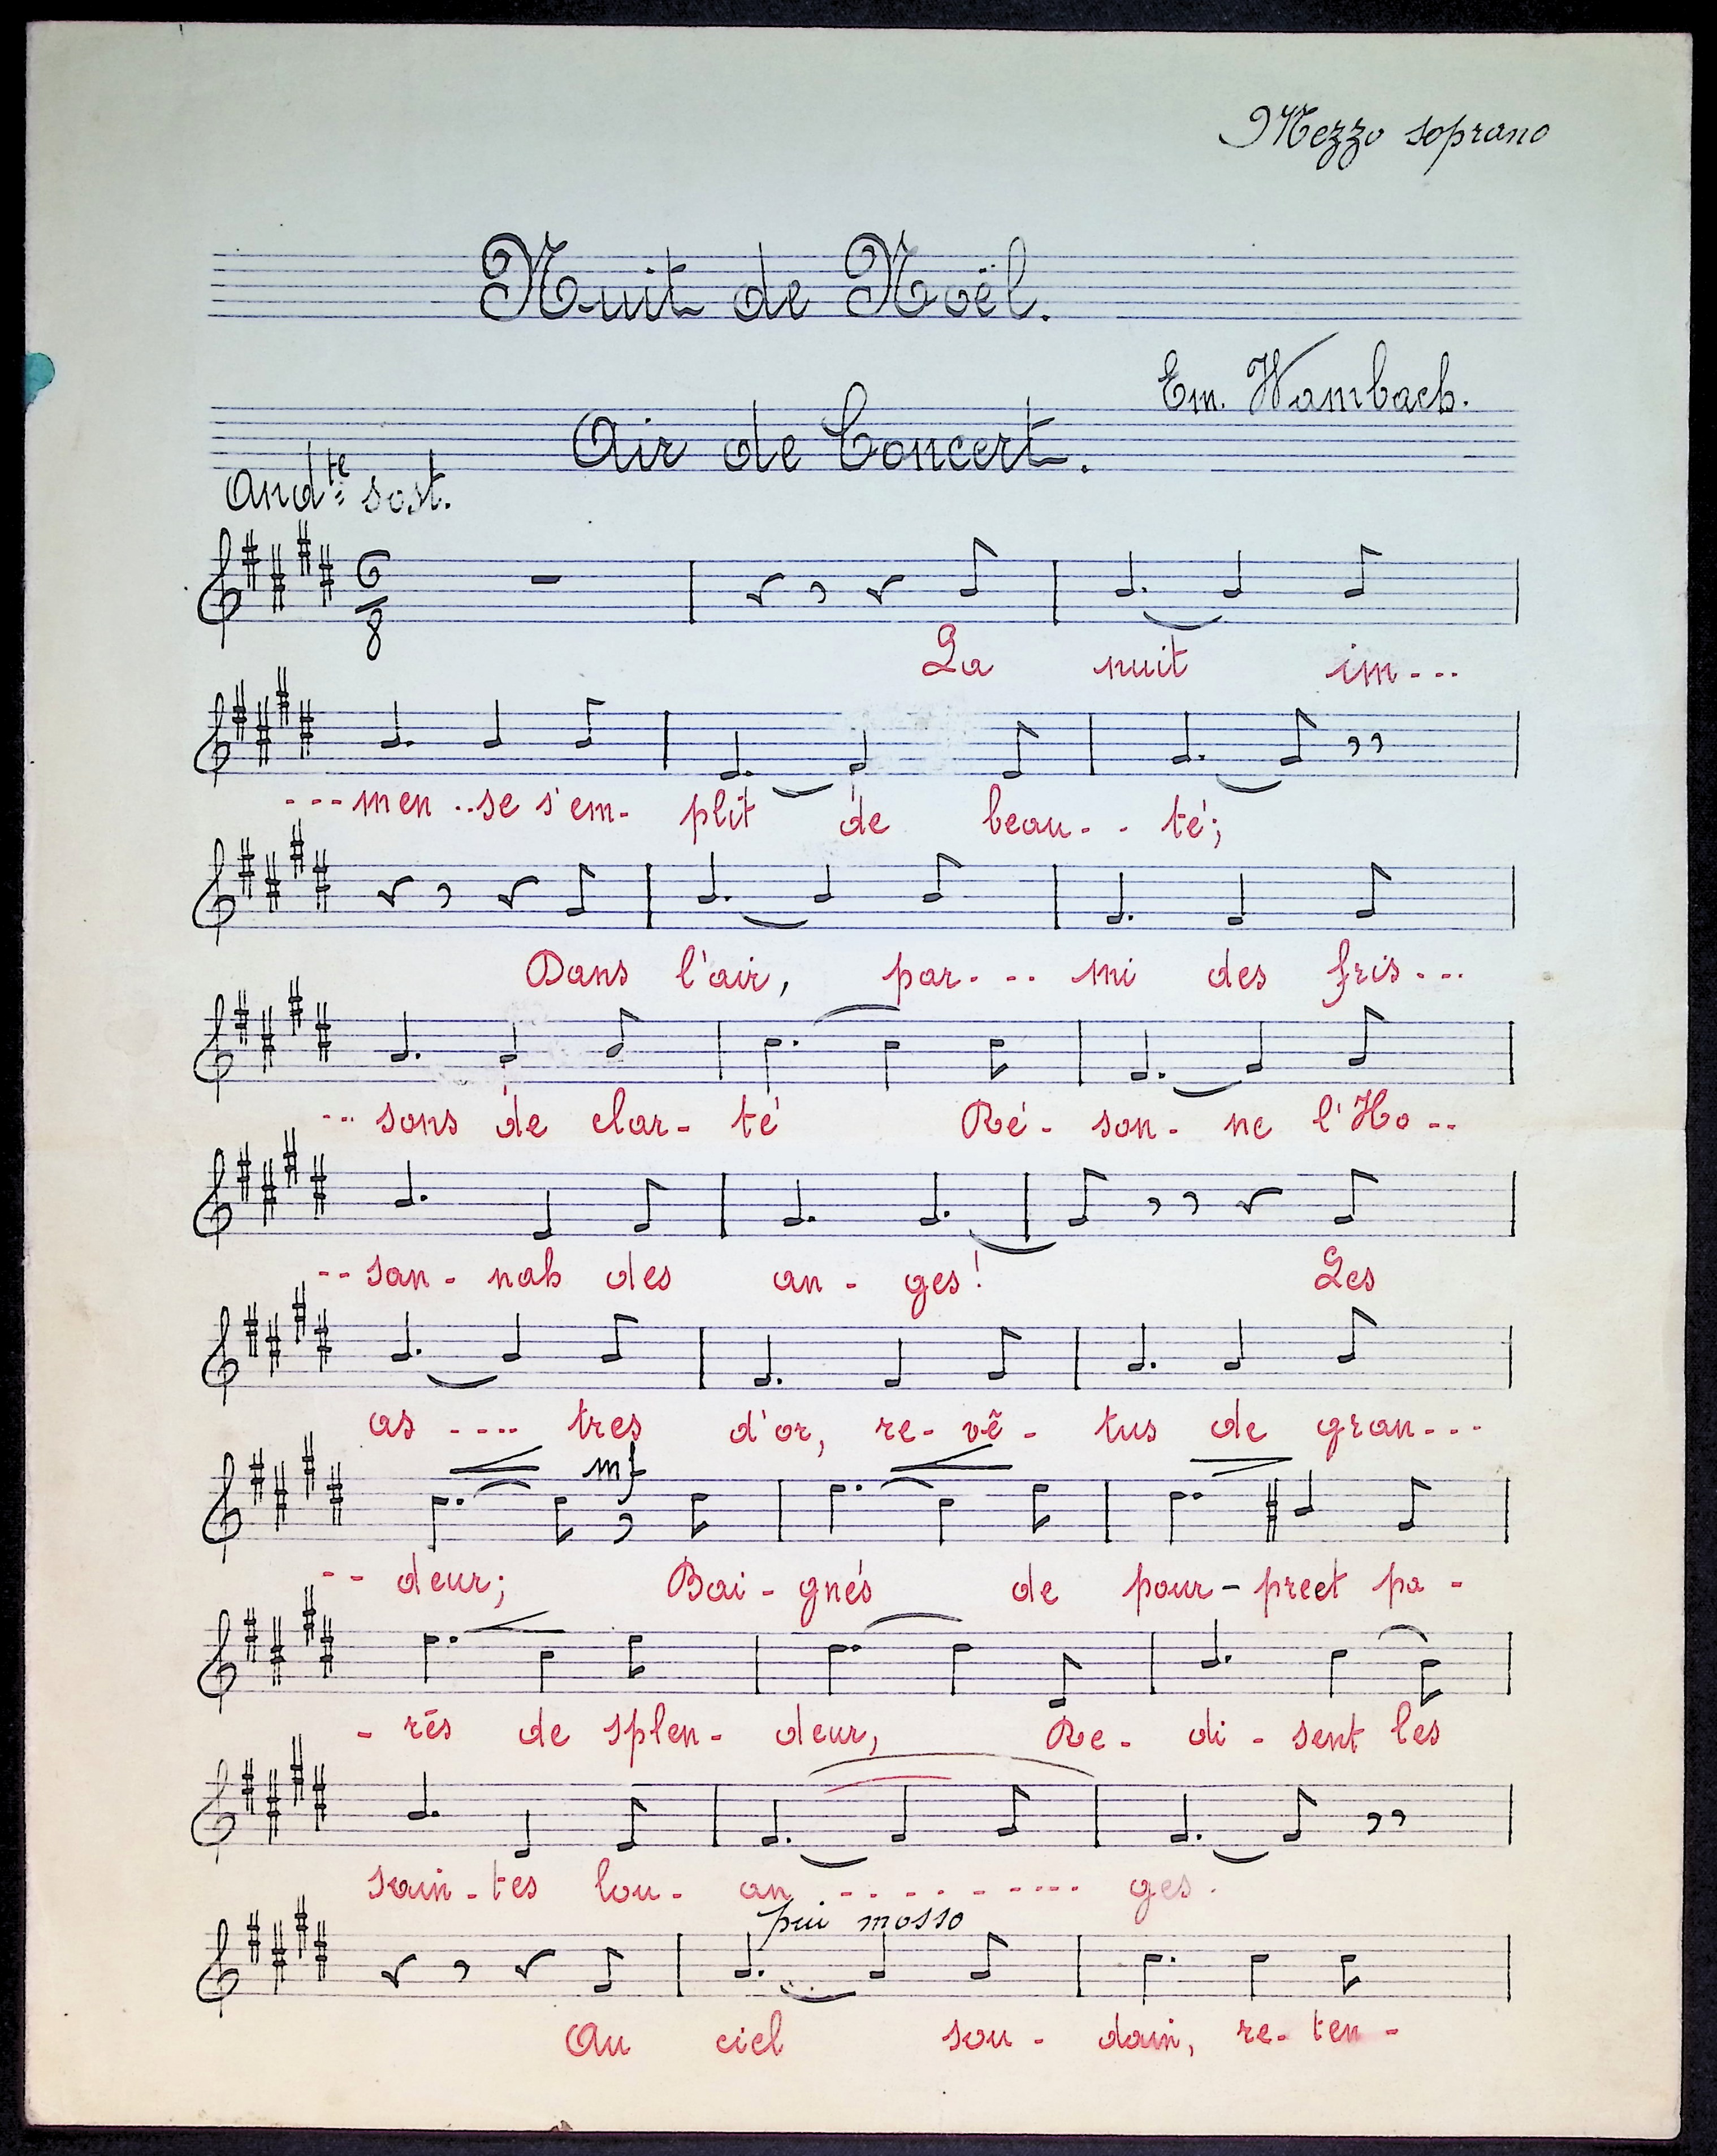 Mezzo soprano
Nuit de Noël.
Em. Wambach.
Air de Concert.
And.te sost.
6/8
La nuit im---
---men ..se s'em- plit de beau- - té;
Dans l'air, par- -- mi des fris---
--- sons de clar- té Ré- son- ne l'Ho--
--san- nah des an- ges! Les
as ---- tres d'or, re- vê- tus de gran---
mf
-- deur; Bai- gnés de pour- preet pa-
- rés de splen- deur, Re- di- sent les
sain- tes lou- an - - - - - ---- ges.
piu mosso
Au ciel sou- dain, re- ten-